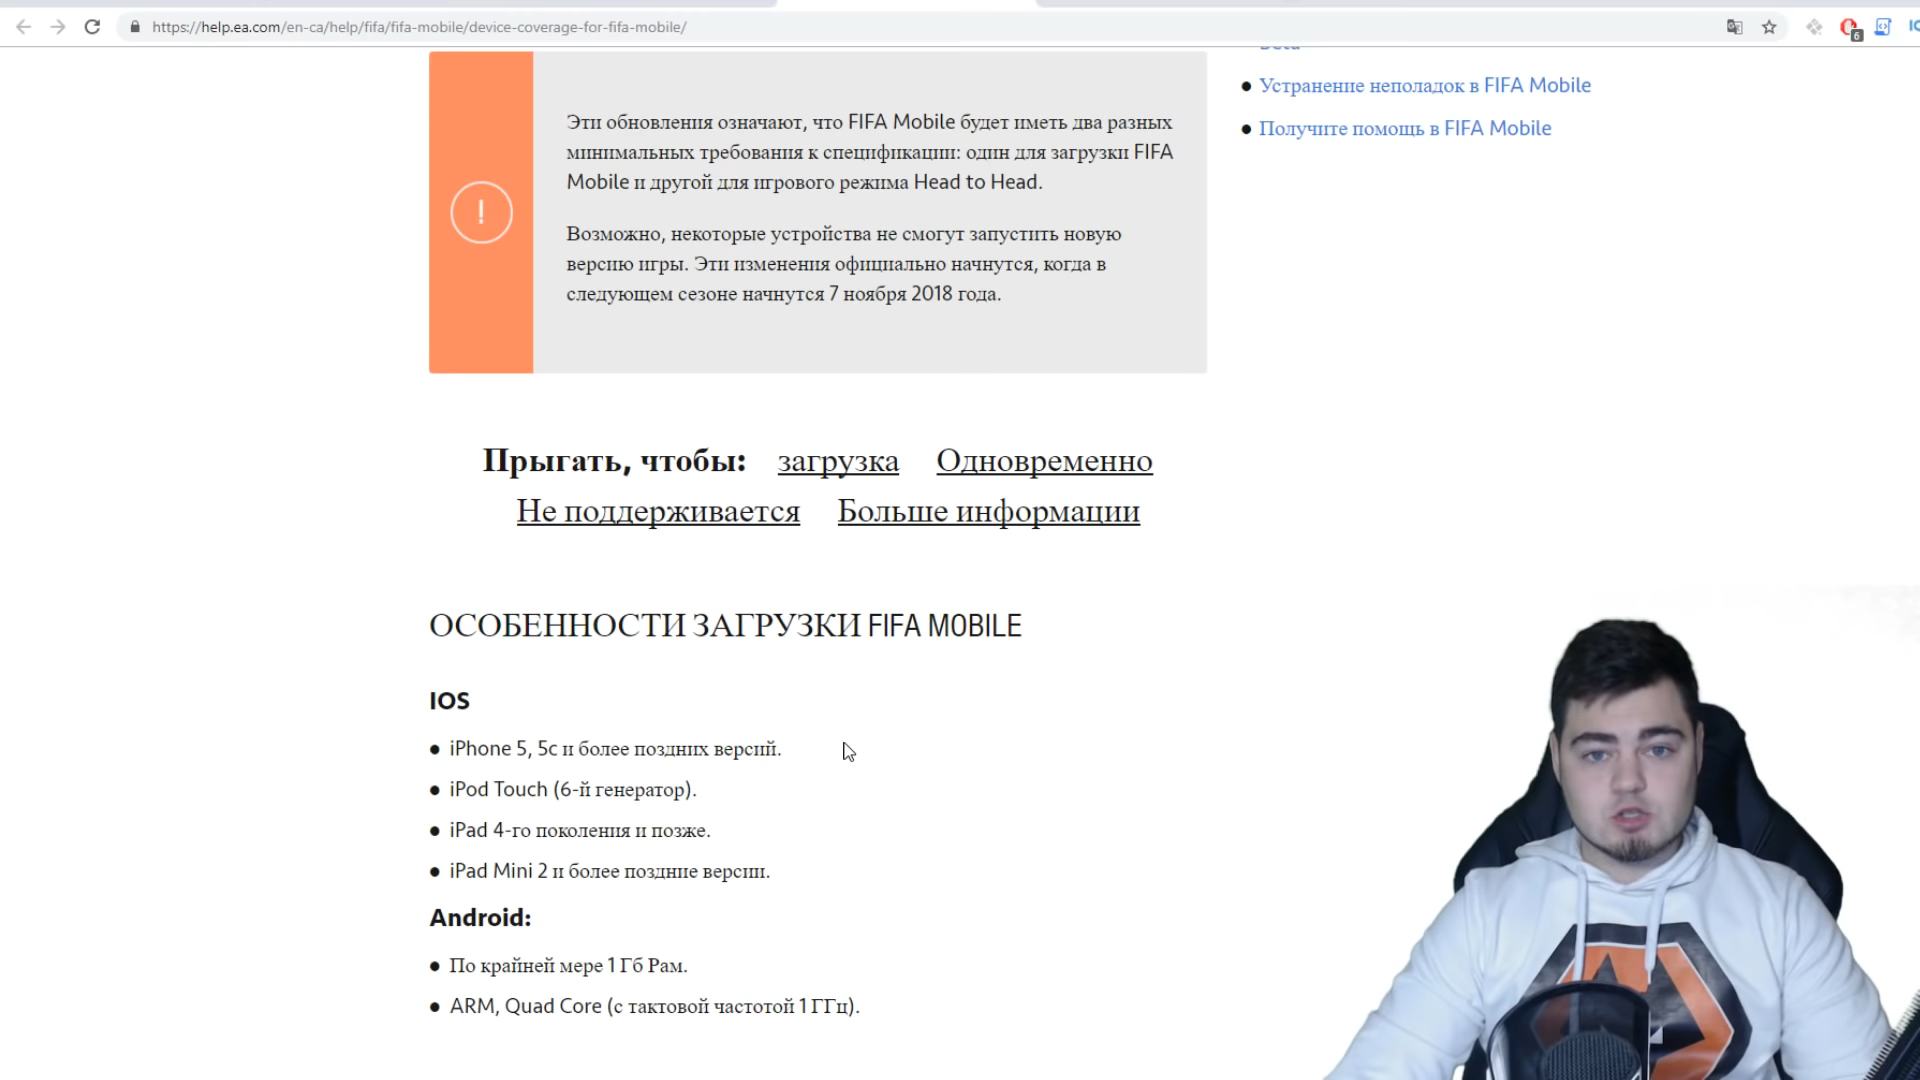 https://help.ea.com/en-ca/help/fifa/fifa-mobile/device-coverage-for-fifa-mobile/
6
Эти обновления означают, что FIFA Mobile будет иметь два разных
минимальных требования к спецификации: один для загрузки FIFA
Mobile и другой для игрового режима Head to Head.
Возможно, некоторые устройства не смогут запустить новую
версию игры. Эти изменения официально начнутся, когда в
следующем сезоне начнутся 7 ноября 2018 года.
Устранение неполадок в FIFA Mobile
Получите помощь в FIFA Mobile
Прыгать, чтобы: загрузка Одновременно
Не поддерживается Больше информации
ОСОБЕННОСТИ ЗАГРУЗКИ FIFA MOBILE
IOS
iPhone 5, 5c и более поздних версий.
iPod Touch (6-й генератор).
iPad 4-го поколения и позже.
iPad Mini 2 и более поздние версии.
Android:
По крайней мере 1 Гб Рам.
ARM, Quad Core (с тактовой частотой 1 ГГц).